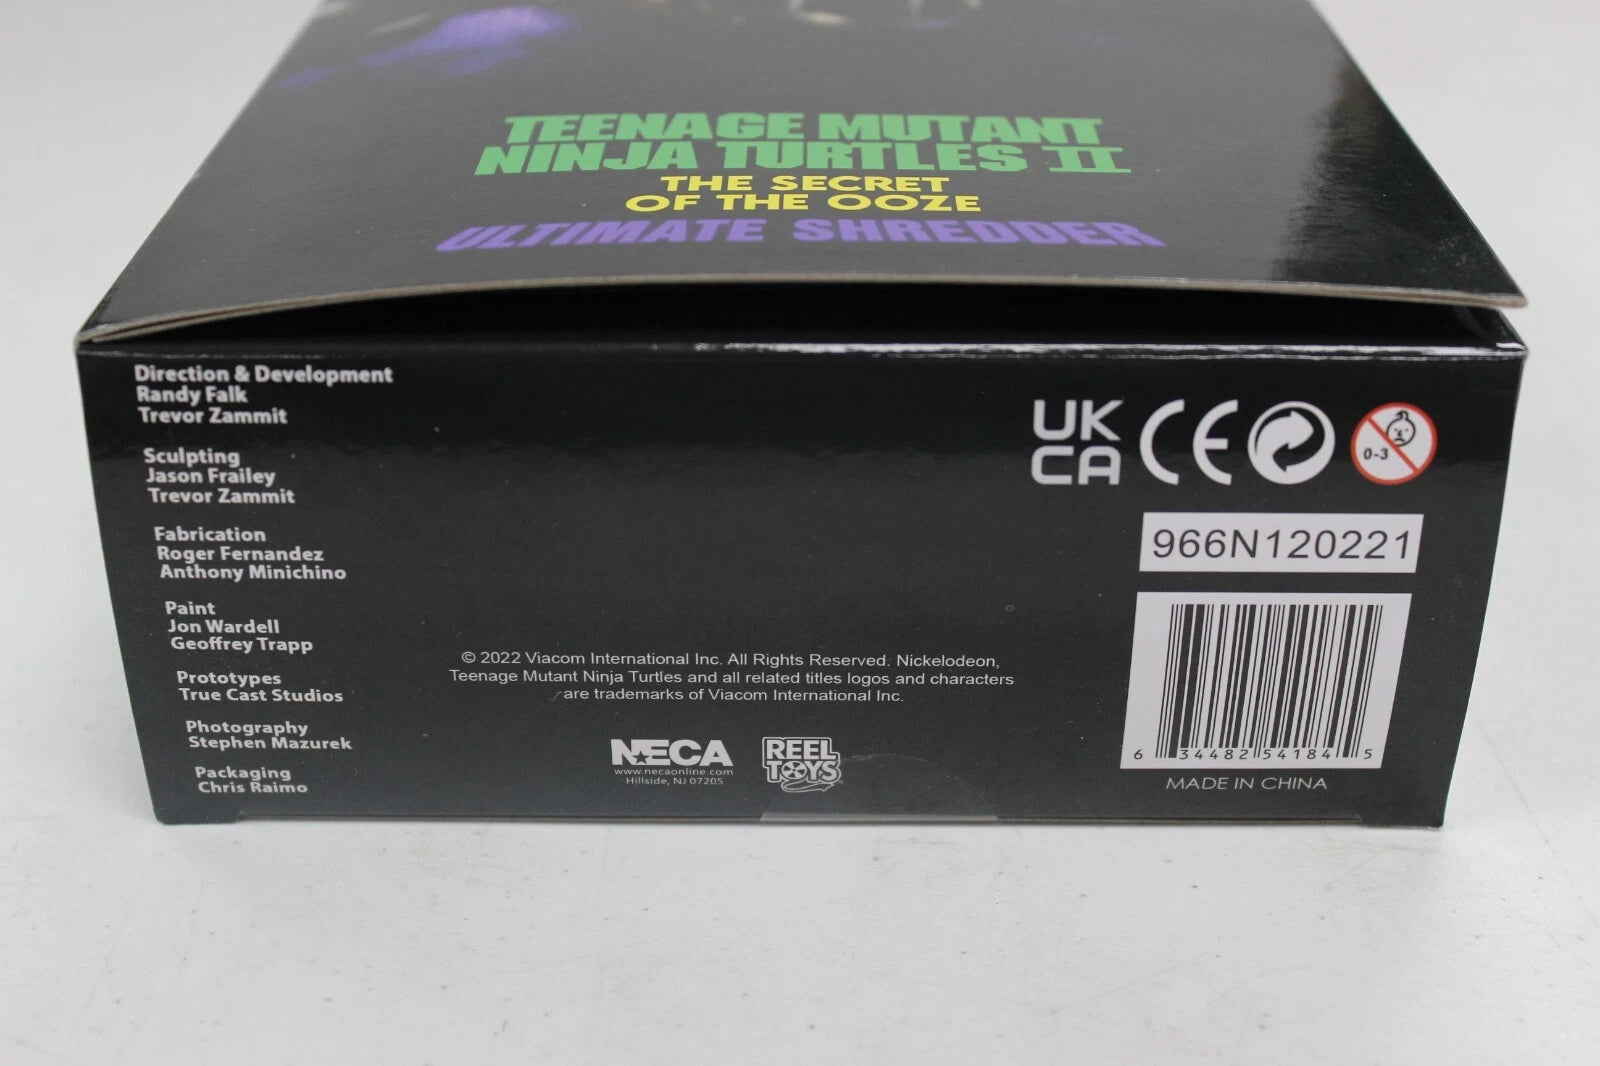 TEENAGE MUTANT
NINJA TURTLES II
THE SECRET
OF THE OOZE
ULTIMATE SHREDDER
Direction & Development
Randy Falk
Trevor Zammit
Sculpting
Jason Frailey
Trevor Zammit
Fabrication
Roger Fernandez
Anthony Minichino
Paint
Jon Wardell
Geoffrey Trapp
Prototypes
True Cast Studios
Photography
Stephen Mazurek
Packaging
Chris Raimo
© 2022 Viacom International Inc. All Rights Reserved. Nickelodeon,
Teenage Mutant Ninja Turtles and all related titles logos and characters
are trademarks of Viacom International Inc.
NECA
www.necaonline.com
Hillside, NJ 07205
REEL
TOYS
UK
CA
CE
0-3
966N120221
6 34482 54184 5
MADE IN CHINA